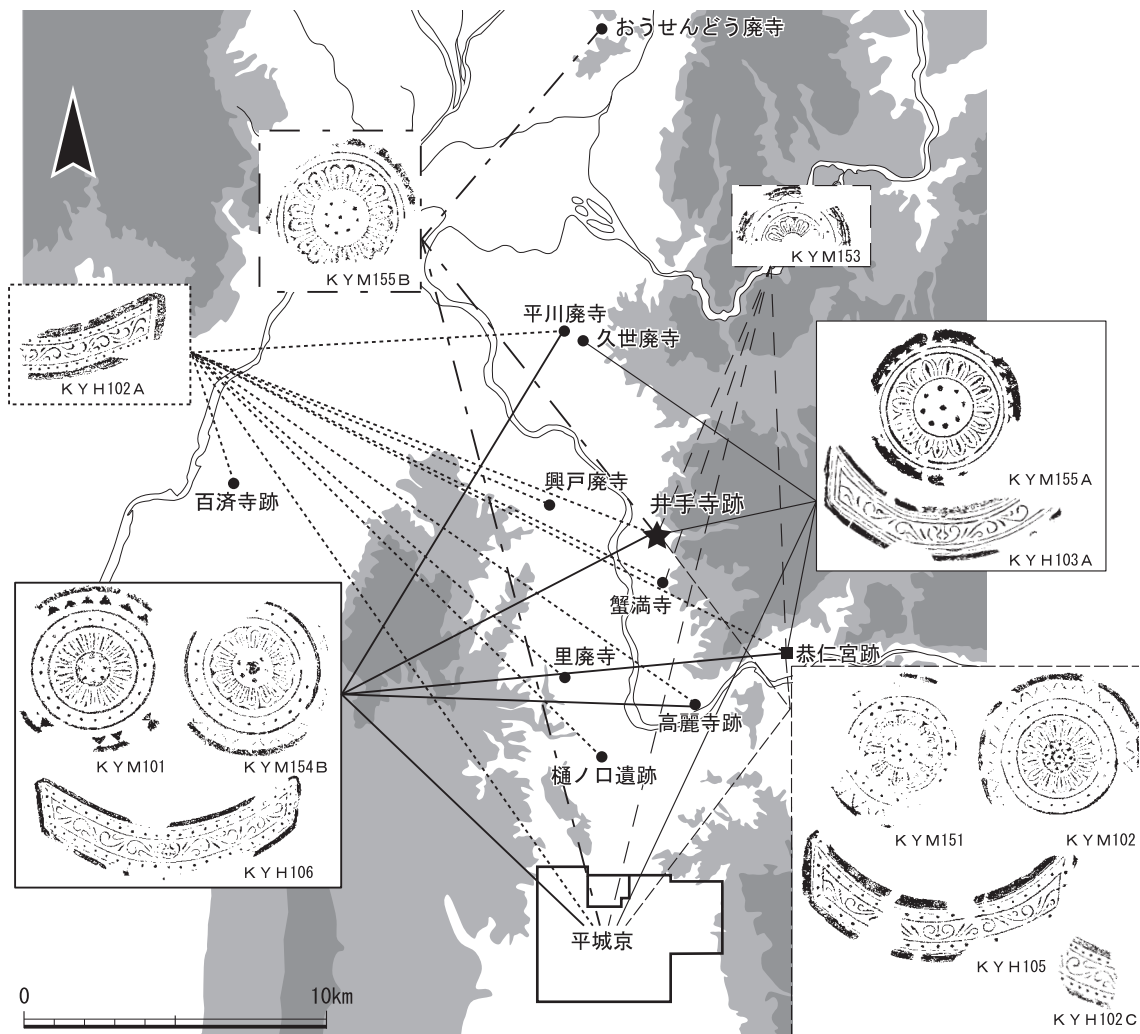 おうせんどう廃寺
KYM155B
KYM153
平川廃寺
久世廃寺
KYH102A
KYM155A
興戸廃寺
井手寺跡
百済寺跡
KYH103A
蟹満寺
里廃寺
恭仁宮跡
高麗寺跡
KYM101
KYM154B
樋ノ口遺跡
KYM151
KYM102
KYH106
平城京
KYH105
KYH102C
0
10km